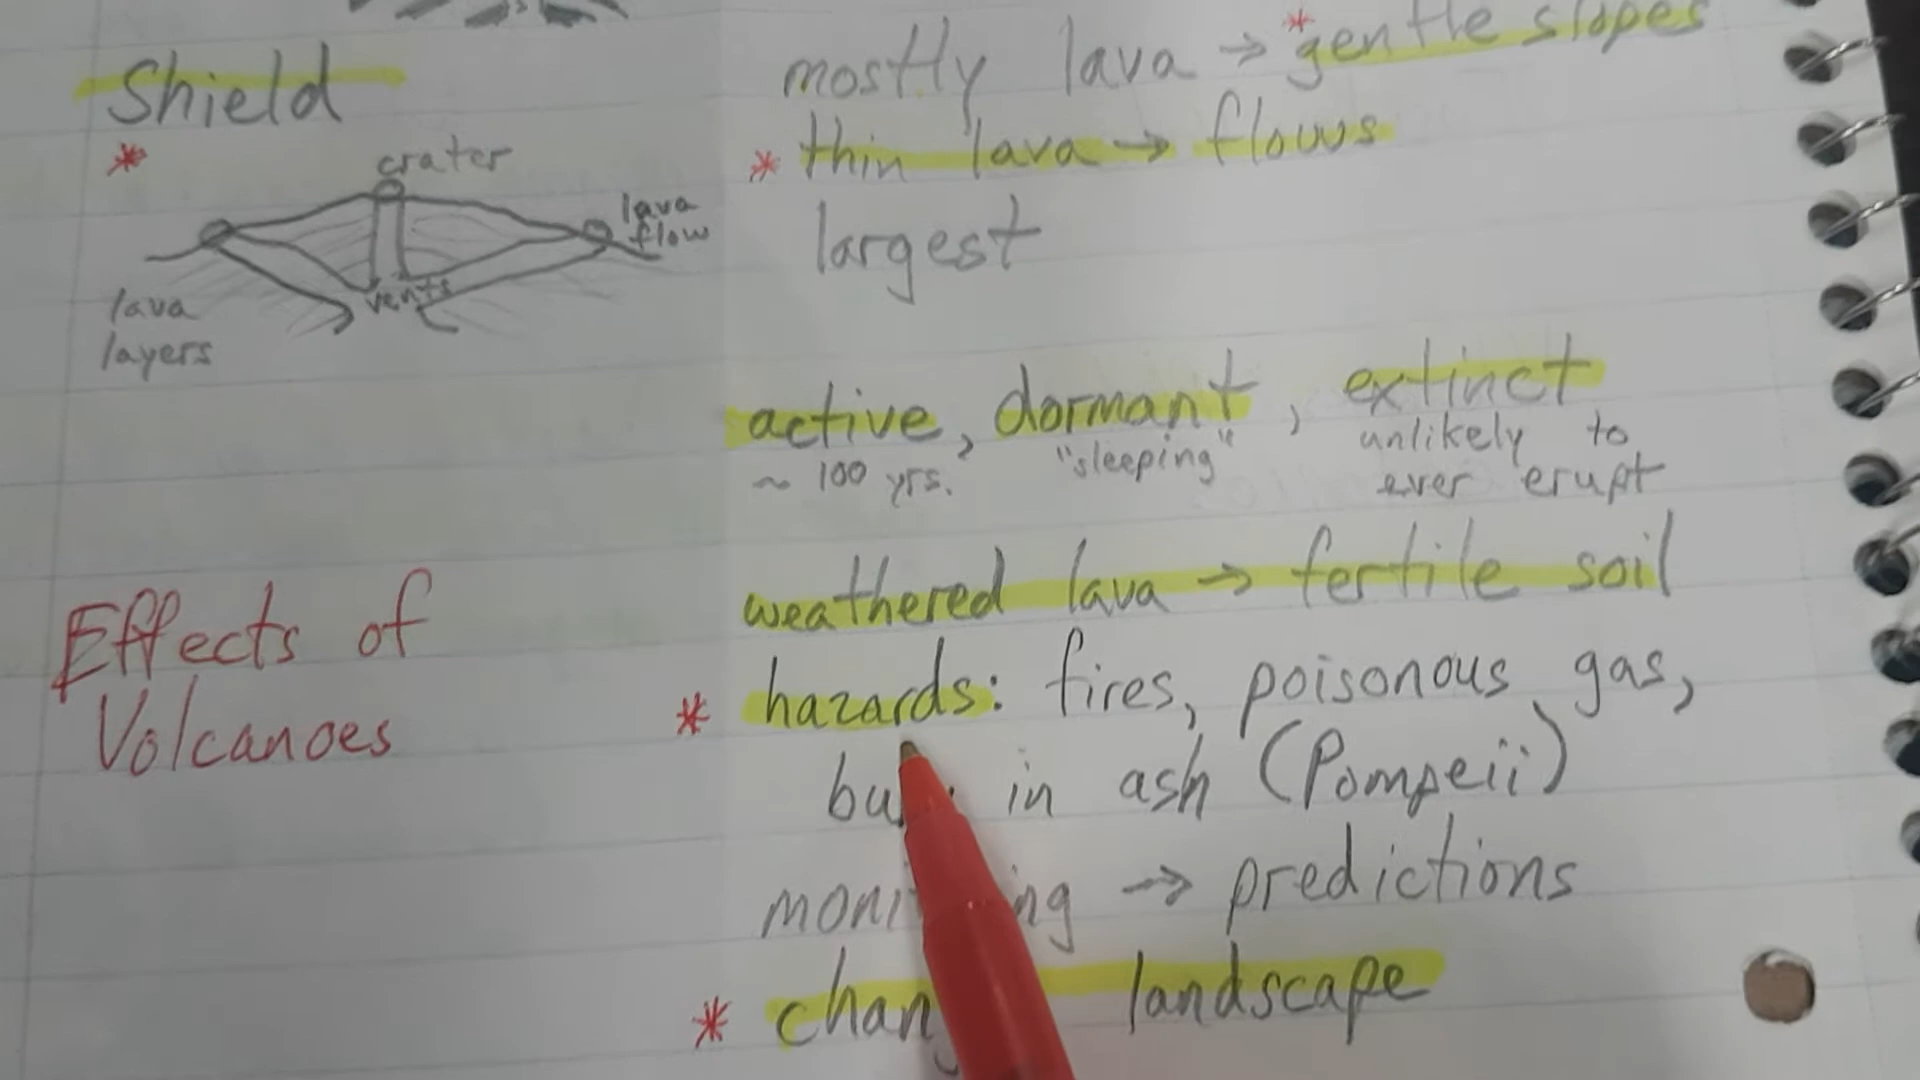 Shield
mostly lava → *gentle slopes
* thin lava → flows
largest
*
crater
lava
flow
vents
lava
layers
active, dormant, extinct
~ 100 yrs. "sleeping" unlikely to
ever erupt
Effects of
Volcanoes
weathered lava → fertile soil
* hazards: fires, poisonous gas,
in ash (Pompeii)
→ predictions
* landscape